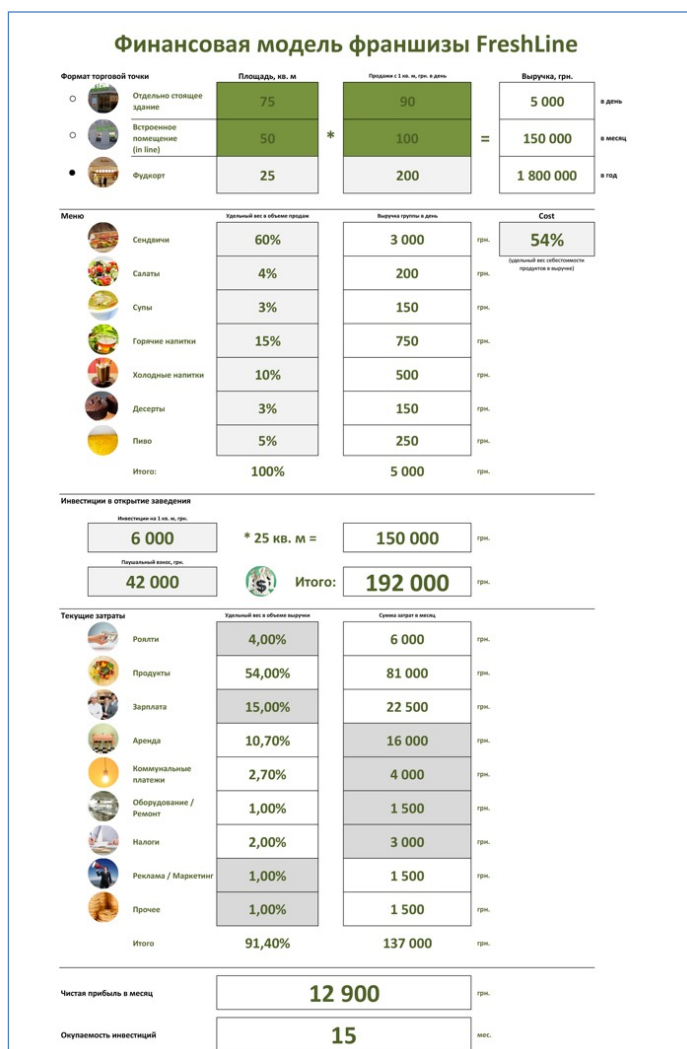 Финансовая модель франшизы FreshLine
Формат торговой точки Площадь, кв. м Продажи с 1 кв. м, грн. в день Выручка, грн.
Отдельно стоящее
здание 75 90 5 000 в день
Встроенное
помещение
(in line) 50 * 100 = 150 000 в месяц
Фудкорт 25 200 1 800 000 в год
Меню Удельный вес в объеме продаж Выручка группы в день Cost
Сендвичи 60% 3 000 грн. 54%
(удельный вес себестоимости
продуктов в выручке)
Салаты 4% 200 грн.
Супы 3% 150 грн.
Горячие напитки 15% 750 грн.
Холодные напитки 10% 500 грн.
Десерты 3% 150 грн.
Пиво 5% 250 грн.
Итого: 100% 5 000 грн.
Инвестиции в открытие заведения
Инвестиции на 1 кв. м, грн.
6 000 * 25 кв. м = 150 000 грн.
Паушальный взнос, грн.
42 000 Итого: 192 000 грн.
Текущие затраты Удельный вес в объеме выручки Сумма затрат в месяц
Роялти 4,00% 6 000 грн.
Продукты 54,00% 81 000 грн.
Зарплата 15,00% 22 500 грн.
Аренда 10,70% 16 000 грн.
Коммунальные
платежи 2,70% 4 000 грн.
Оборудование /
Ремонт 1,00% 1 500 грн.
Налоги 2,00% 3 000 грн.
Реклама / Маркетинг 1,00% 1 500 грн.
Прочее 1,00% 1 500 грн.
Итого 91,40% 137 000 грн.
Чистая прибыль в месяц 12 900 грн.
Окупаемость инвестиций 15 мес.